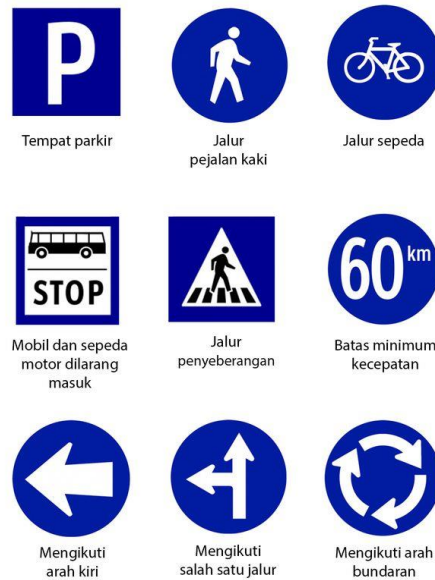 P
Tempat parkir
Jalur
pejalan kaki
Jalur sepeda
STOP
Mobil dan sepeda
motor dilarang
masuk
Jalur
penyeberangan
60 km
Batas minimum
kecepatan
Mengikuti
arah kiri
Mengikuti
salah satu jalur
Mengikuti arah
bundaran